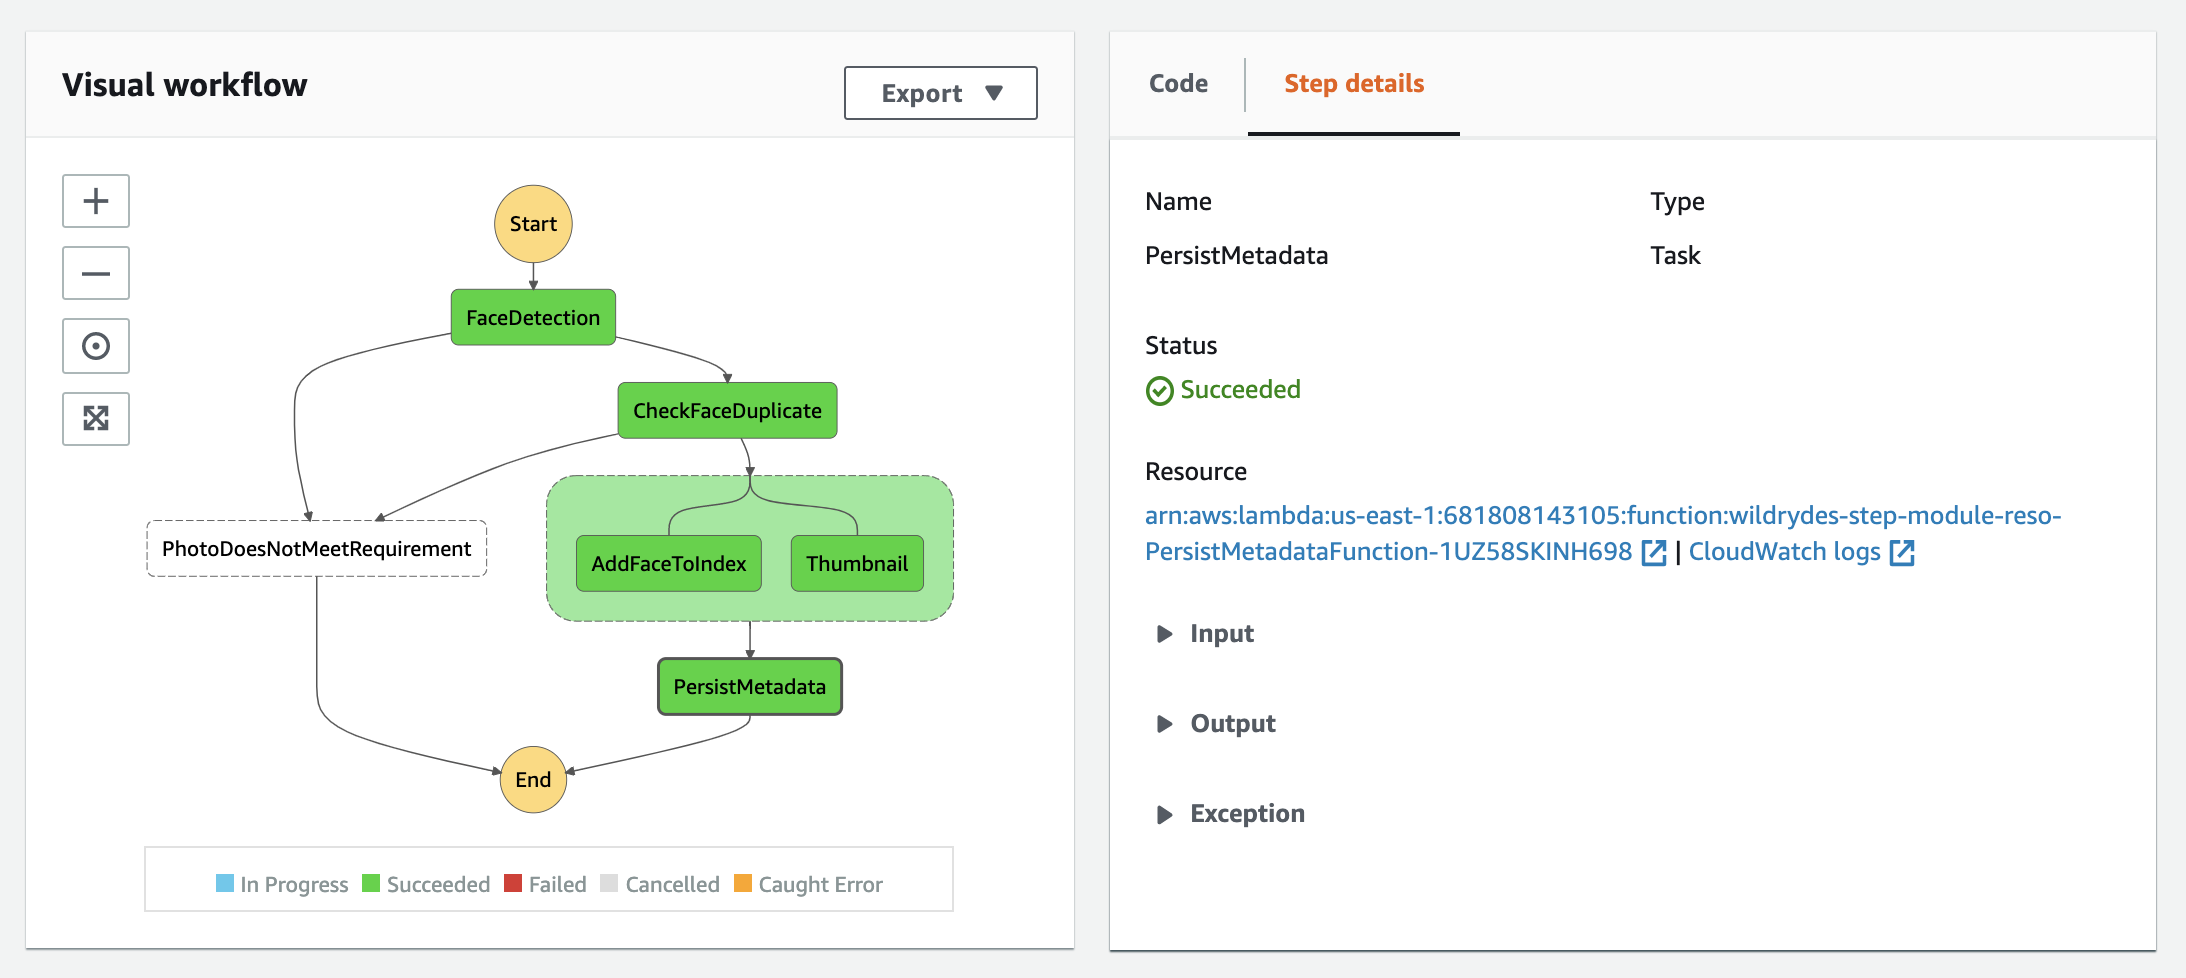 Visual workflow
Export
Start
FaceDetection
CheckFaceDuplicate
PhotoDoesNotMeetRequirement
AddFaceToIndex
Thumbnail
PersistMetadata
End
In Progress Succeeded Failed Cancelled Caught Error
Code
Step details
Name
Type
PersistMetadata
Task
Status
Succeeded
Resource
arn:aws:lambda:us-east-1:681808143105:function:wildrydes-step-module-reso-
PersistMetadataFunction-1UZ58SKINH698 | CloudWatch logs
Input
Output
Exception